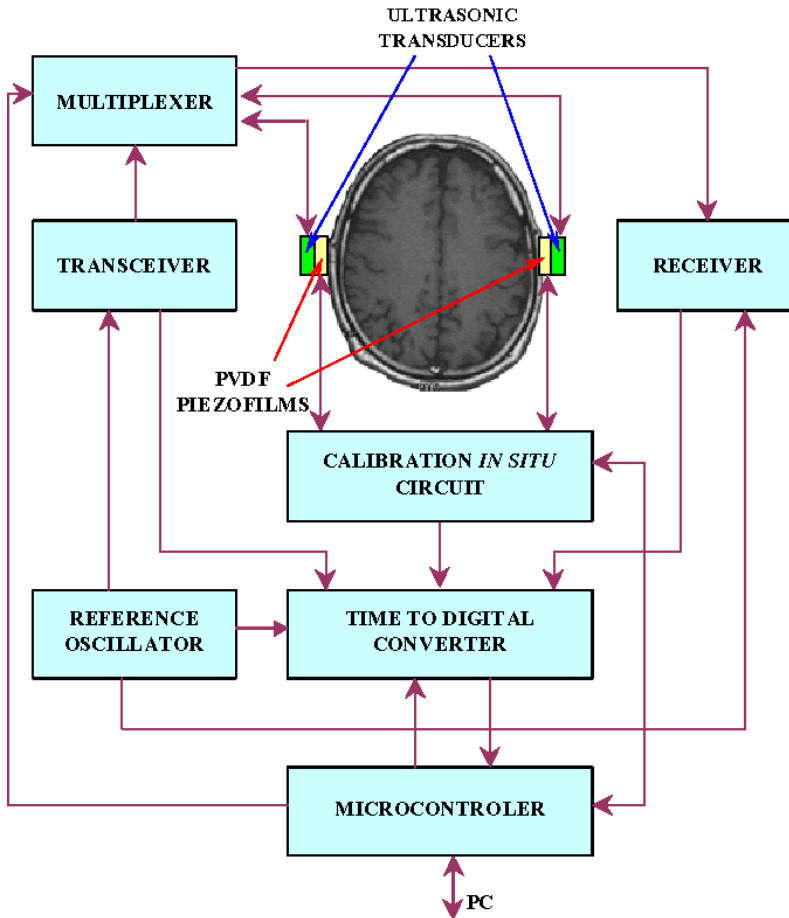 ULTRASONIC
TRANSDUCERS
MULTIPLEXER
TRANSCEIVER
RECEIVER
PVDF
PIEZOFILMS
CALIBRATION IN SITU
CIRCUIT
REFERENCE
OSCILLATOR
TIME TO DIGITAL
CONVERTER
MICROCONTROLER
PC